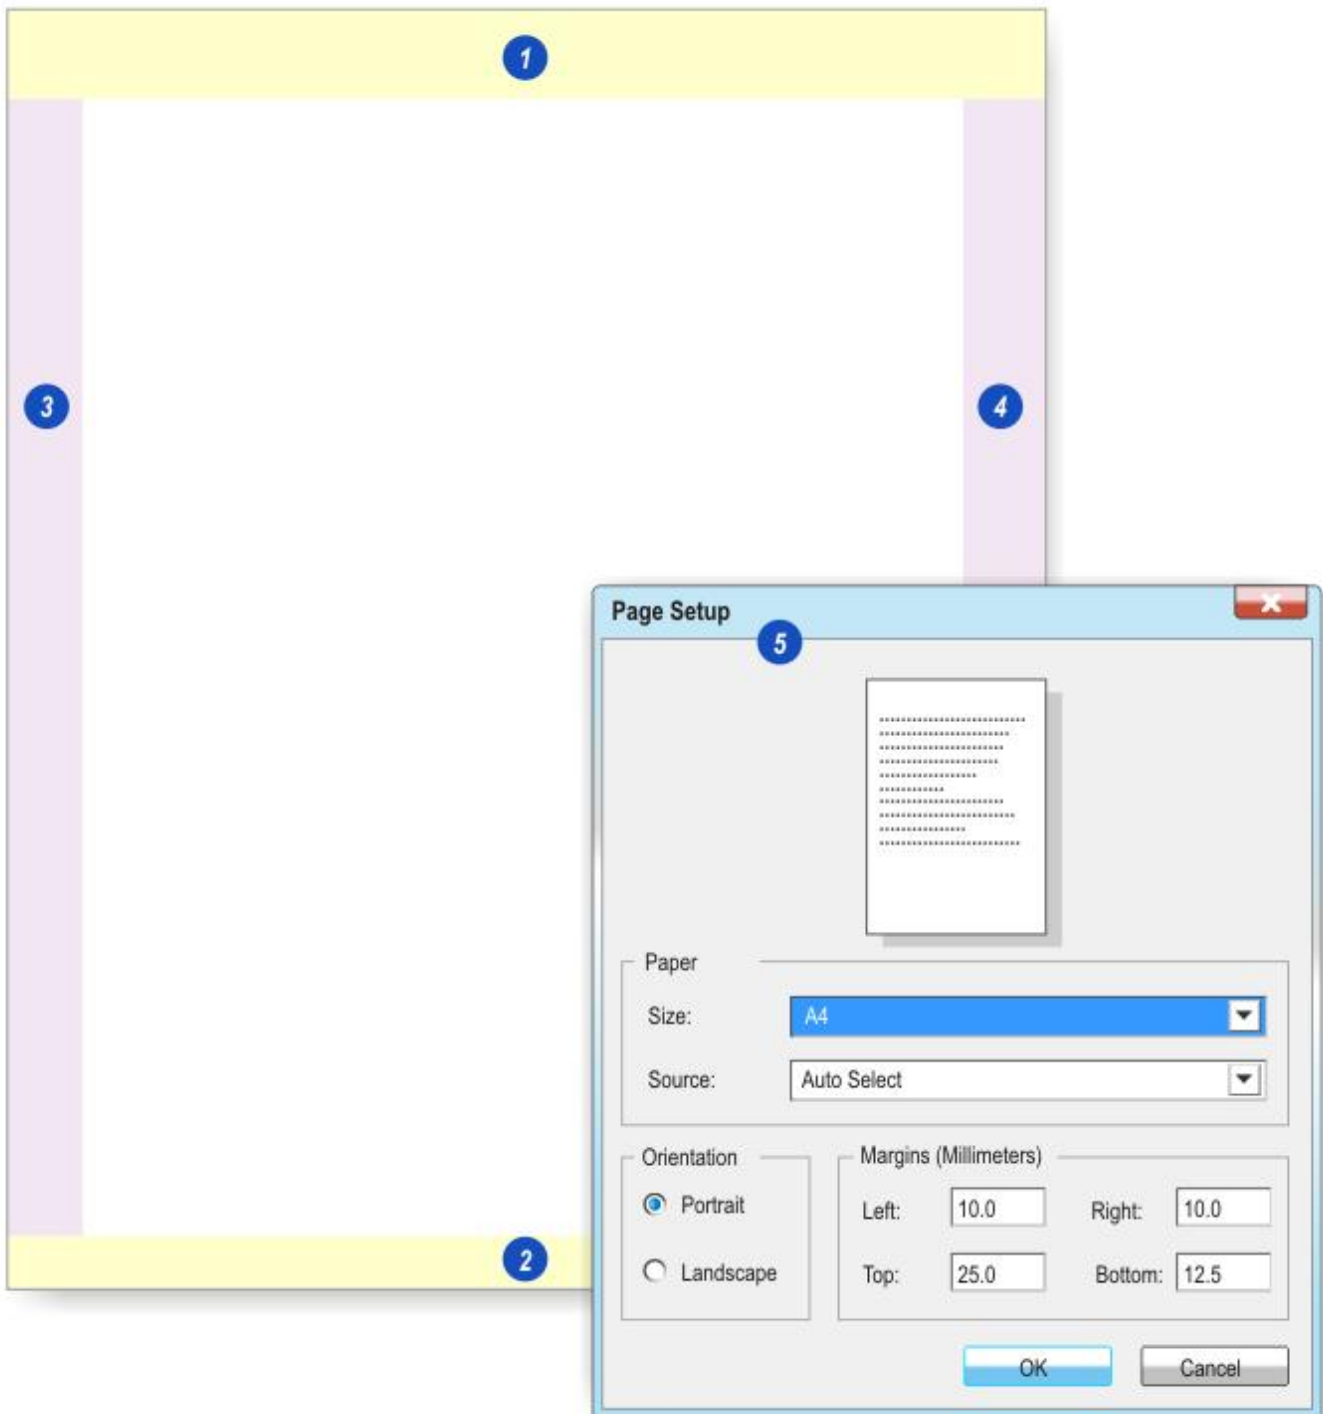 1
3
4
Page Setup
5
Paper
Size: A4
Source: Auto Select
Orientation
Portrait
Landscape
Margins (Millimeters)
Left: 10.0 Right: 10.0
Top: 25.0 Bottom: 12.5
2
OK Cancel